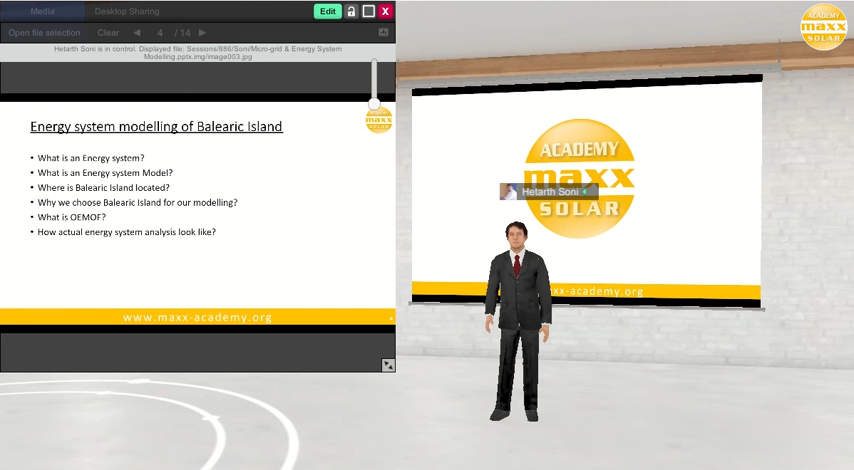 Media
Desktop Sharing
Edit
X
Open file selection
Clear
4 / 14
Hetarth Soni is in control. Displayed file: Sessions/886/Soni/Micro-grid & Energy System
Modelling.pptx.img/image003.jpg
maxx
SOLAR
Energy system modelling of Balearic Island
• What is an Energy system?
• What is an Energy system Model?
• Where is Balearic Island located?
• Why we choose Balearic Island for our modelling?
• What is OEMOF?
• How actual energy system analysis look like?
www.maxx-academy.org
ACADEMY
maxx
SOLAR
Hetarth Soni
xx-academy.org
ACADEMY
maxx
SOLAR